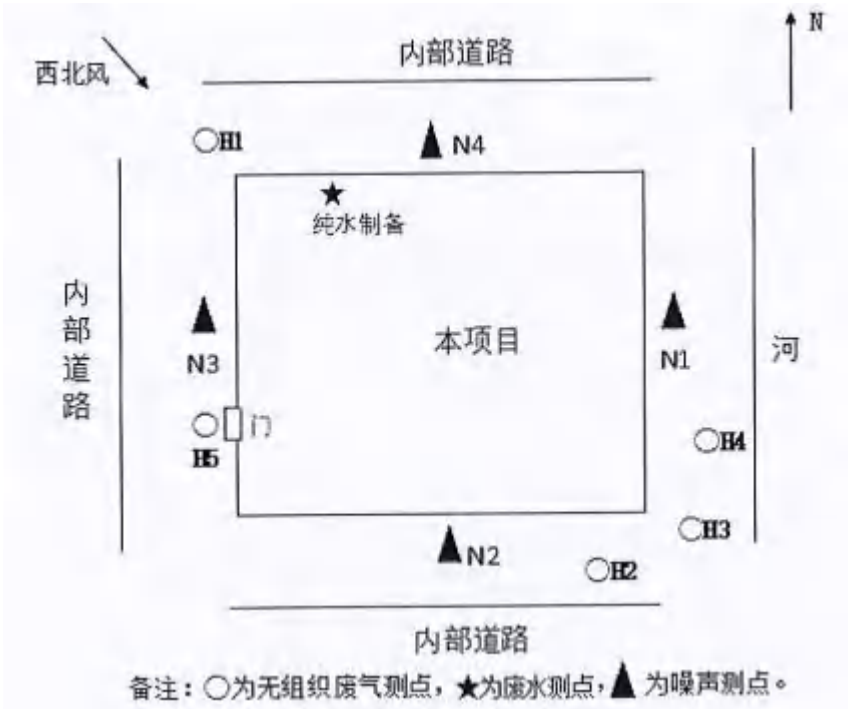 内部道路
N
西北风
H1
N4
纯水制备
内部道路
本项目
河
N3
N1
门
H5
H4
H3
N2
H2
内部道路
备注：○为无组织废气测点，★为废水测点，▲为噪声测点。